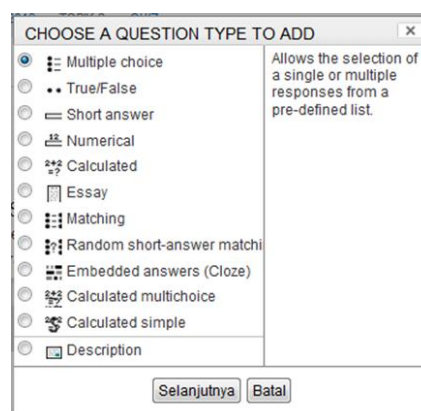 CHOOSE A QUESTION TYPE TO ADD
Multiple choice
True/False
Short answer
Numerical
Calculated
Essay
Matching
Random short-answer matchi
Embedded answers (Cloze)
Calculated multichoice
Calculated simple
Description
Allows the selection of
a single or multiple
responses from a
pre-defined list.
Selanjutnya
Batal